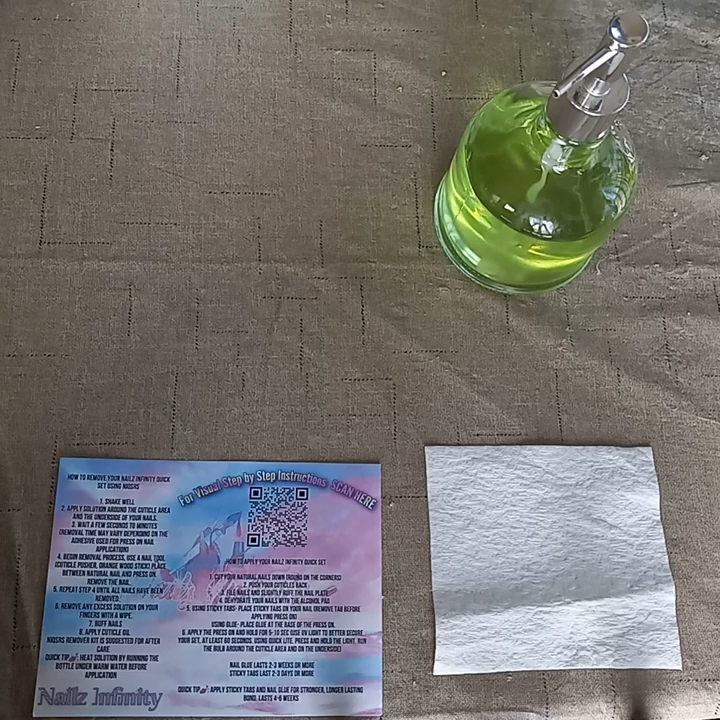 HOW TO REMOVE YOUR NAILZ INFINITY QUICK
SET USING NIOSRS
1. SHAKE WELL
2. APPLY SOLUTION AROUND THE CUTICLE AREA
AND THE UNDERSIDE OF YOUR NAILS.
3. WAIT A FEW SECONDS TO MINUTES
(REMOVAL TIME MAY VARY DEPENDING ON THE
ADHESIVE USED FOR PRESS ON NAIL
APPLICATION)
4. BEGIN REMOVAL PROCESS, USE A NAIL TOOL
(CUTICLE PUSHER, ORANGE WOOD STICK) PLACE
BETWEEN NATURAL NAIL AND PRESS ON
REMOVE THE NAIL.
5. REPEAT STEP 4 UNTIL ALL NAILS HAVE BEEN
REMOVED.
6. REMOVE ANY EXCESS SOLUTION ON YOUR
FINGERS WITH A WIPE.
7. BUFF NAILS
8. APPLY CUTICLE OIL
NIOSRS REMOVER KIT IS SUGGESTED FOR AFTER
CARE
QUICK TIP: HEAT SOLUTION BY RUNNING THE
BOTTLE UNDER WARM WATER BEFORE
APPLICATION
Nailz Infinity
For Visual Step by Step Instructions SCAN HERE
HOW TO APPLY YOUR NAILZ INFINITY QUICK SET
1. CUT YOUR NATURAL NAILS DOWN (ROUND ON THE CORNERS)
2. PUSH YOUR CUTICLES BACK
3. FILE NAILS AND SLIGHTLY BUFF THE NAIL PLATE
4. DEHYDRATE YOUR NAILS WITH THE ALCOHOL PAD
5. USING STICKY TABS- PLACE STICKY TABS ON YOUR NAIL (REMOVE TAB BEFORE
APPLYING PRESS ON)
USING GLUE- PLACE GLUE AT THE BASE OF THE PRESS ON.
6. APPLY THE PRESS ON AND HOLD FOR 5-10 SEC (USE UV LIGHT TO BETTER SECURE
YOUR SET, AT LEAST 60 SECONDS. USING QUICK LITE, PRESS AND HOLD THE LIGHT, RUN
THE BULB AROUND THE CUTICLE AREA AND ON THE UNDERSIDE)
NAIL GLUE LASTS 2-3 WEEKS OR MORE
STICKY TABS LAST 2-3 DAYS OR MORE
QUICK TIP: APPLY STICKY TABS AND NAIL GLUE FOR STRONGER, LONGER LASTING
BOND, LASTS 4-6 WEEKS